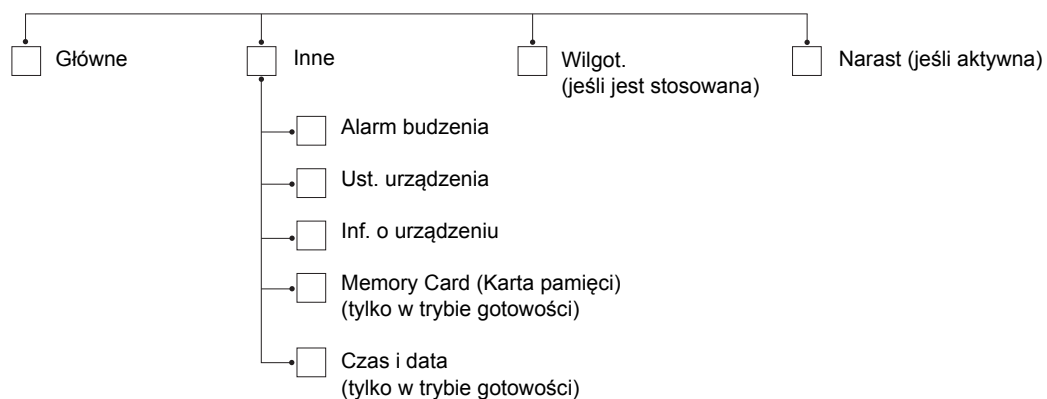 Główne
Inne
Wilgot.
(jeśli jest stosowana)
Narast (jeśli aktywna)
Alarm budzenia
Ust. urządzenia
Inf. o urządzeniu
Memory Card (Karta pamięci)
(tylko w trybie gotowości)
Czas i data
(tylko w trybie gotowości)